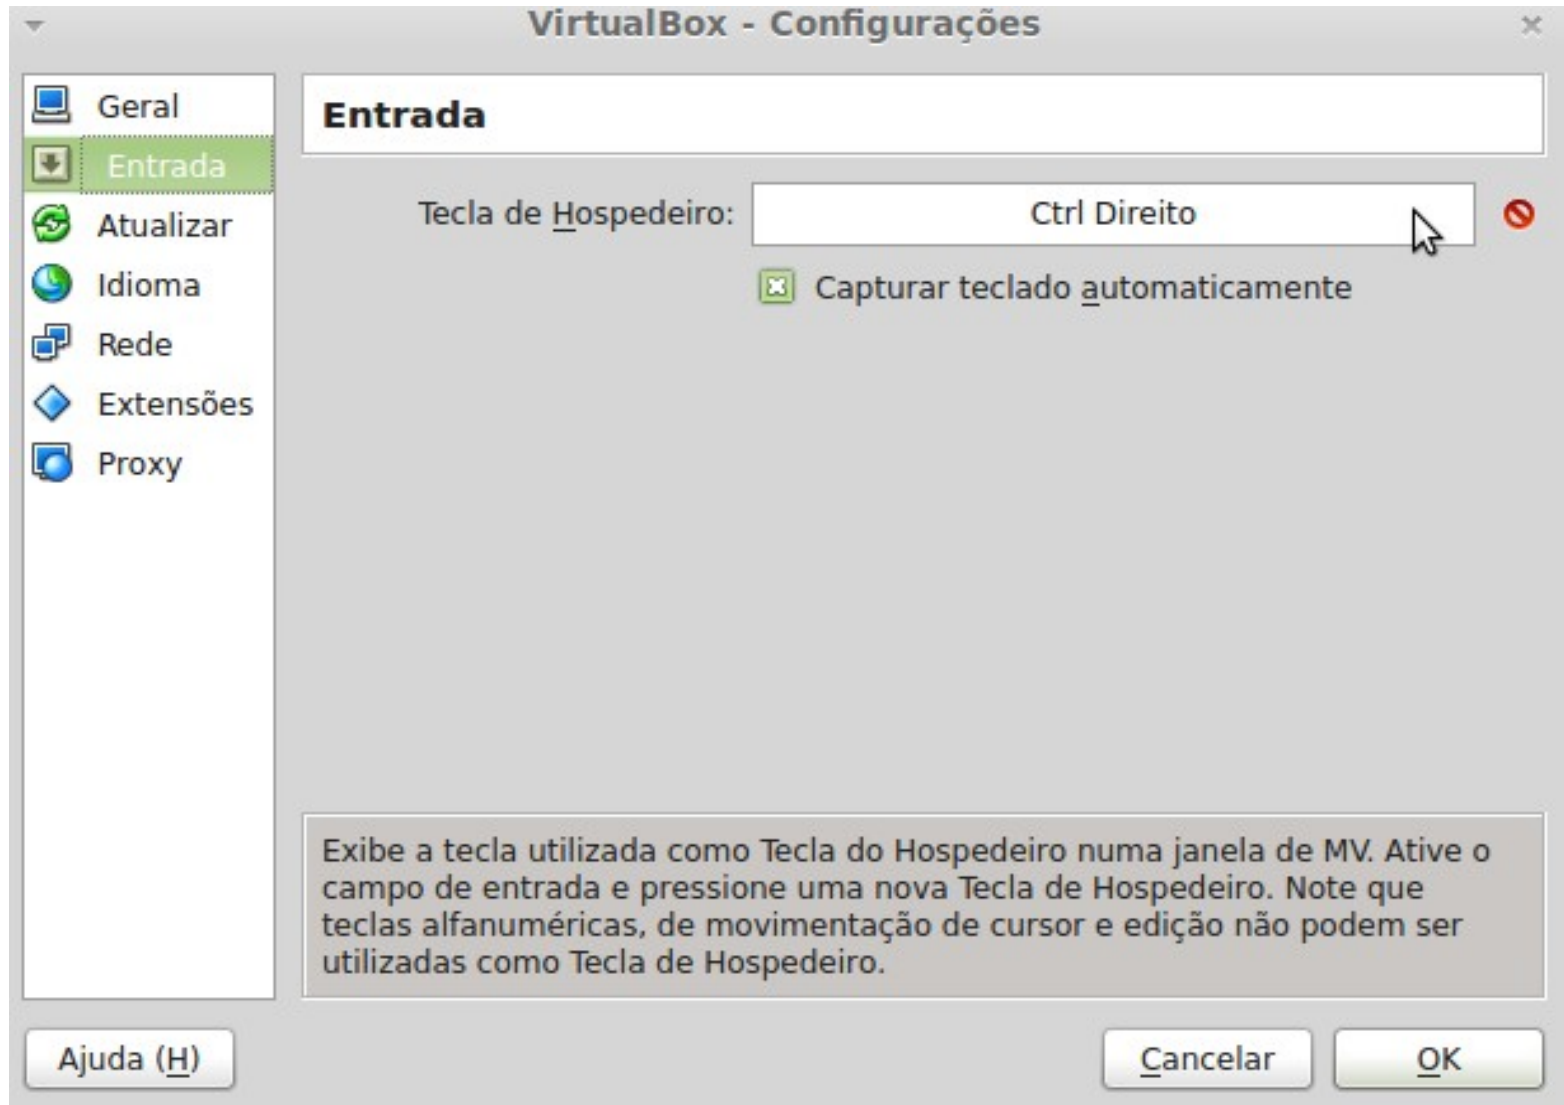 VirtualBox - Configurações
Geral
Entrada
Atualizar
Idioma
Rede
Extensões
Proxy
Entrada
Tecla de Hospedeiro:
Ctrl Direito
Capturar teclado automaticamente
Exibe a tecla utilizada como Tecla do Hospedeiro numa janela de MV. Ative o
campo de entrada e pressione uma nova Tecla de Hospedeiro. Note que
teclas alfanuméricas, de movimentação de cursor e edição não podem ser
utilizadas como Tecla de Hospedeiro.
Ajuda (H)
Cancelar
OK